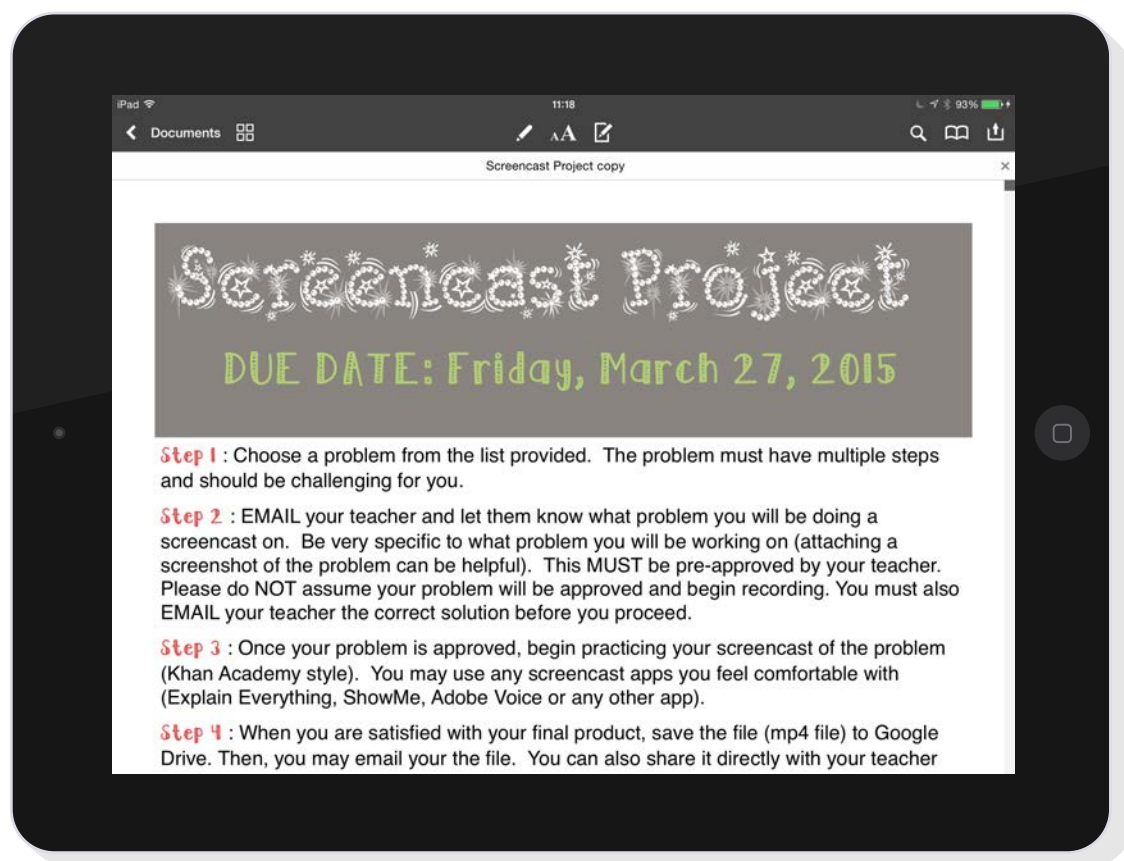 iPad 11:18 93%
Documents AA
Screencast Project copy
Screencast Project
DUE DATE: Friday, March 27, 2015
Step 1 : Choose a problem from the list provided. The problem must have multiple steps
and should be challenging for you.
Step 2 : EMAIL your teacher and let them know what problem you will be doing a
screencast on. Be very specific to what problem you will be working on (attaching a
screenshot of the problem can be helpful). This MUST be pre-approved by your teacher.
Please do NOT assume your problem will be approved and begin recording. You must also
EMAIL your teacher the correct solution before you proceed.
Step 3 : Once your problem is approved, begin practicing your screencast of the problem
(Khan Academy style). You may use any screencast apps you feel comfortable with
(Explain Everything, ShowMe, Adobe Voice or any other app).
Step 4 : When you are satisfied with your final product, save the file (mp4 file) to Google
Drive. Then, you may email your the file. You can also share it directly with your teacher